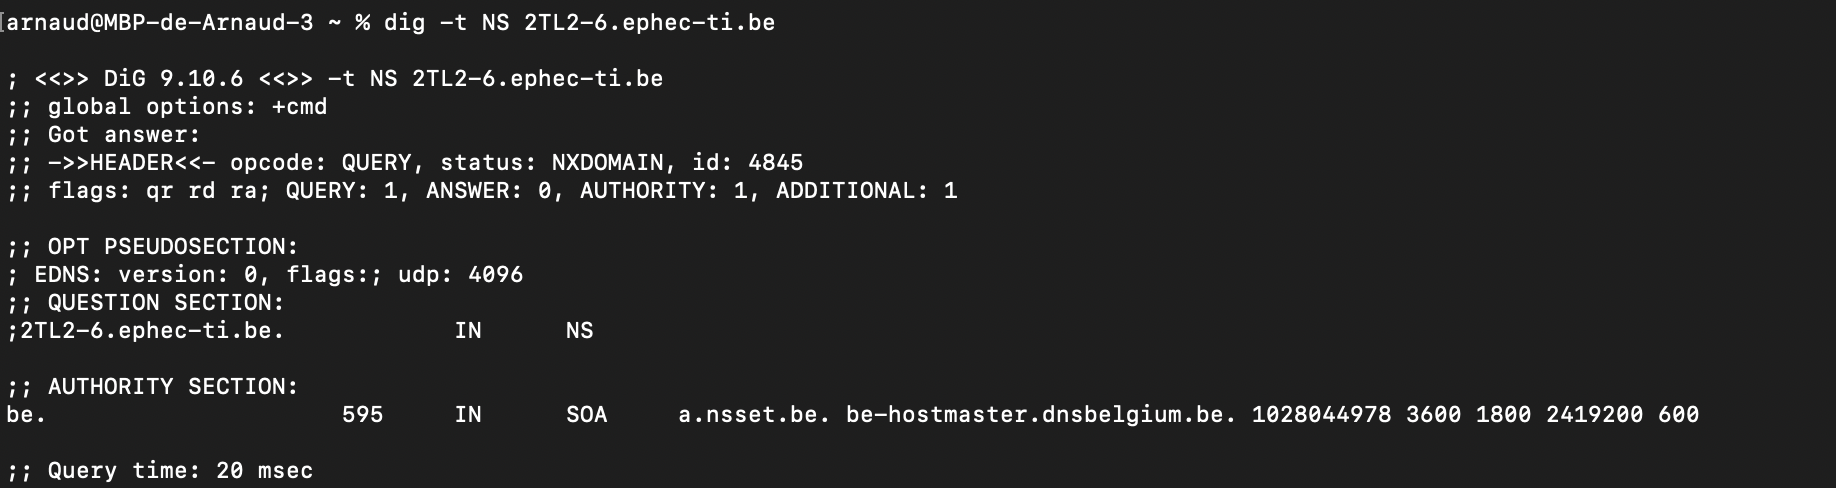 arnaud@MBP-de-Arnaud-3 ~ % dig -t NS 2TL2-6.ephec-ti.be
; <<>> DiG 9.10.6 <<>> -t NS 2TL2-6.ephec-ti.be
;; global options: +cmd
;; Got answer:
;; ->>HEADER<<- opcode: QUERY, status: NXDOMAIN, id: 4845
;; flags: qr rd ra; QUERY: 1, ANSWER: 0, AUTHORITY: 1, ADDITIONAL: 1
;; OPT PSEUDOSECTION:
; EDNS: version: 0, flags:; udp: 4096
;; QUESTION SECTION:
;2TL2-6.ephec-ti.be. IN NS
;; AUTHORITY SECTION:
be. 595 IN SOA a.nsset.be. be-hostmaster.dnsbelgium.be. 1028044978 3600 1800 2419200 600
;; Query time: 20 msec